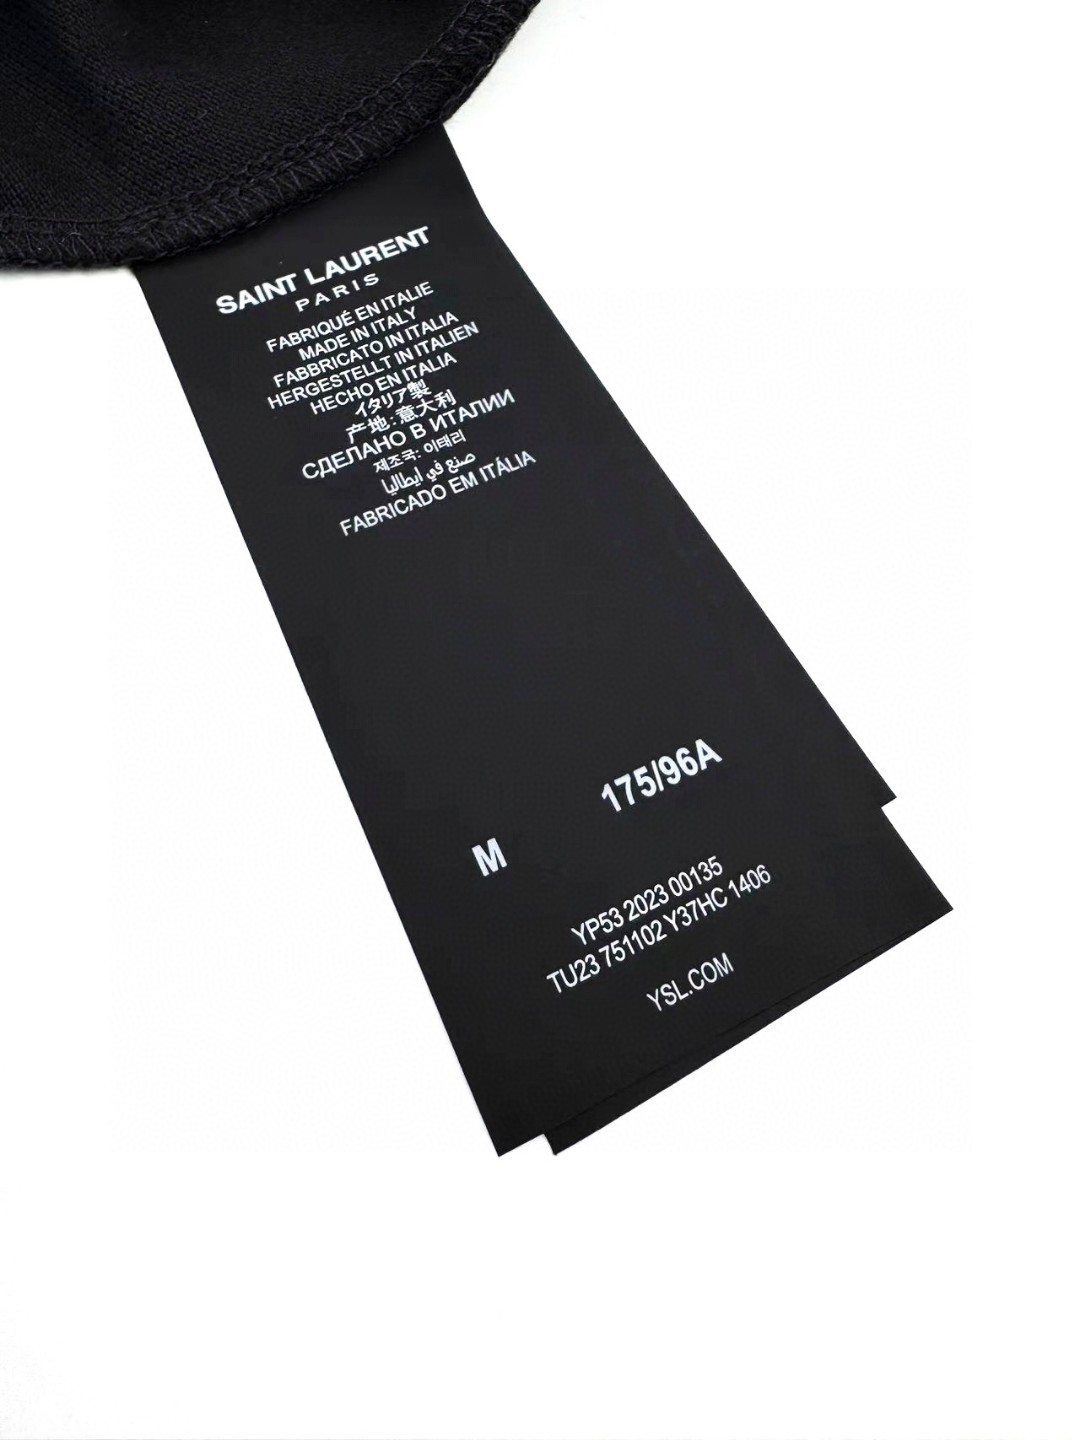 SAINT LAURENT
PARIS
FABRIQUÉ EN ITALIE
MADE IN ITALY
FABBRICATO IN ITALIA
HERGESTELLT IN ITALIEN
HECHO EN ITALIA
イタリア製
产地:意大利
СДЕЛАНО В ИТАЛИИ
제조국: 이태리
صنع في ايطاليا
FABRICADO EM ITÁLIA
175/96A
M
YP53 2023 00135
TU23 751102 Y37HC 1406
YSL.COM